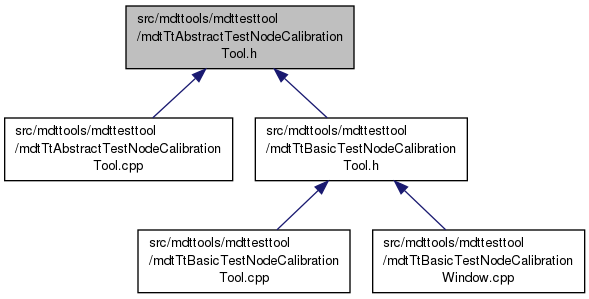 src/mdttools/mdttesttool
/mdtTtAbstractTestNodeCalibration
Tool.h
src/mdttools/mdttesttool
/mdtTtAbstractTestNodeCalibration
Tool.cpp
src/mdttools/mdttesttool
/mdtTtBasicTestNodeCalibration
Tool.h
src/mdttools/mdttesttool
/mdtTtBasicTestNodeCalibration
Tool.cpp
src/mdttools/mdttesttool
/mdtTtBasicTestNodeCalibration
Window.cpp